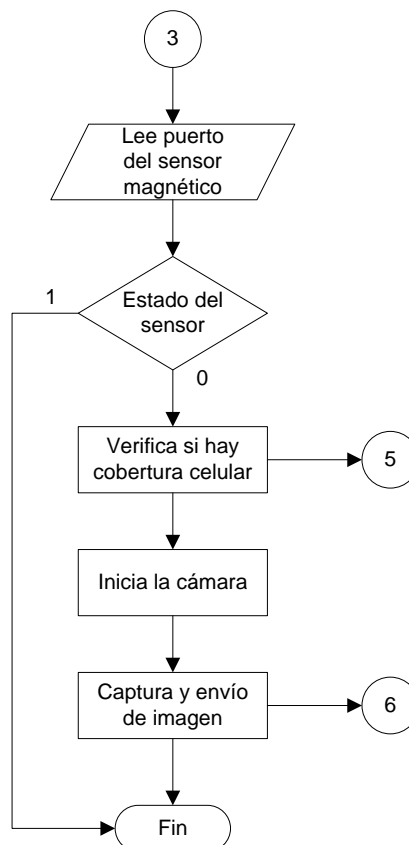 3
Lee puerto
del sensor
magnético
1
Estado del
sensor
0
Verifica si hay
cobertura celular
5
Inicia la cámara
Captura y envío
de imagen
6
Fin